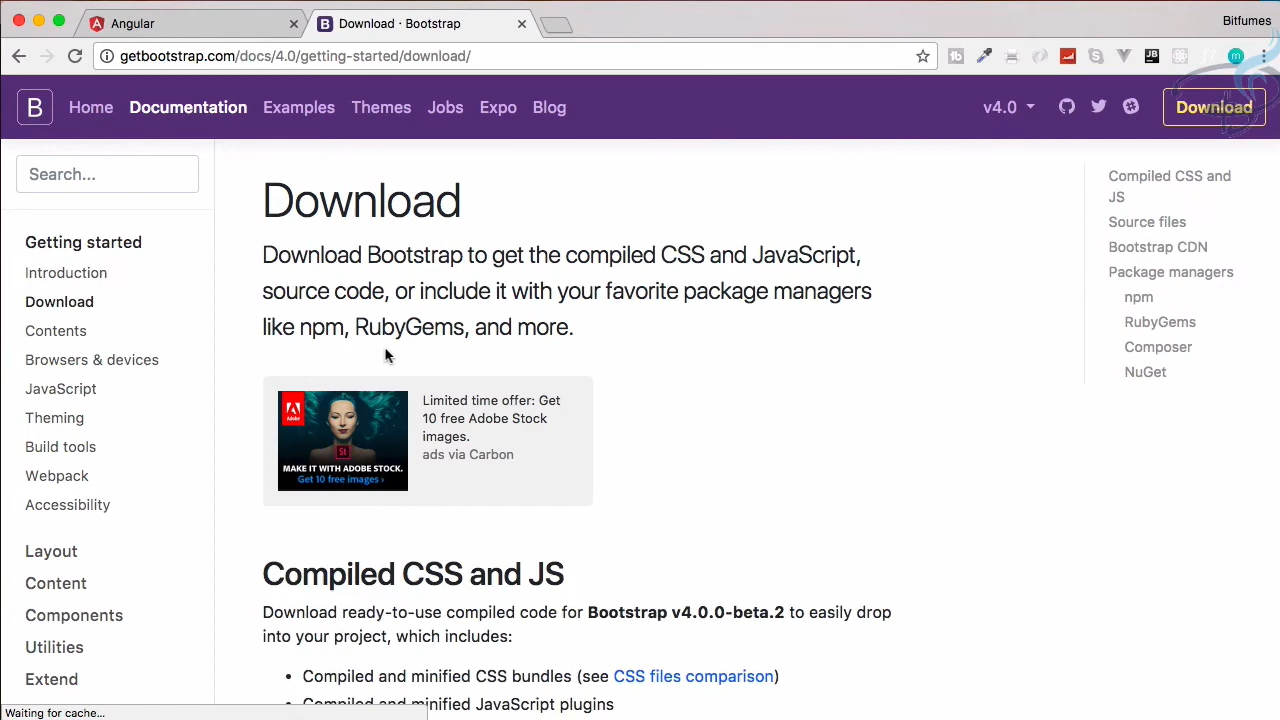 Angular
Download · Bootstrap
Bitfumes
getbootstrap.com/docs/4.0/getting-started/download/
B
Home
Documentation
Examples
Themes
Jobs
Expo
Blog
v4.0
Download
Search...
Getting started
Introduction
Download
Contents
Browsers & devices
JavaScript
Theming
Build tools
Webpack
Accessibility
Layout
Content
Components
Utilities
Extend
Download
Download Bootstrap to get the compiled CSS and JavaScript,
source code, or include it with your favorite package managers
like npm, RubyGems, and more.
Adobe
St
MAKE IT WITH ADOBE STOCK.
Get 10 free images ›
Limited time offer: Get
10 free Adobe Stock
images.
ads via Carbon
Compiled CSS and JS
Download ready-to-use compiled code for Bootstrap v4.0.0-beta.2 to easily drop
into your project, which includes:
• Compiled and minified CSS bundles (see CSS files comparison)
Compiled and minified JavaScript plugins
Compiled CSS and
JS
Source files
Bootstrap CDN
Package managers
npm
RubyGems
Composer
NuGet
Waiting for cache...